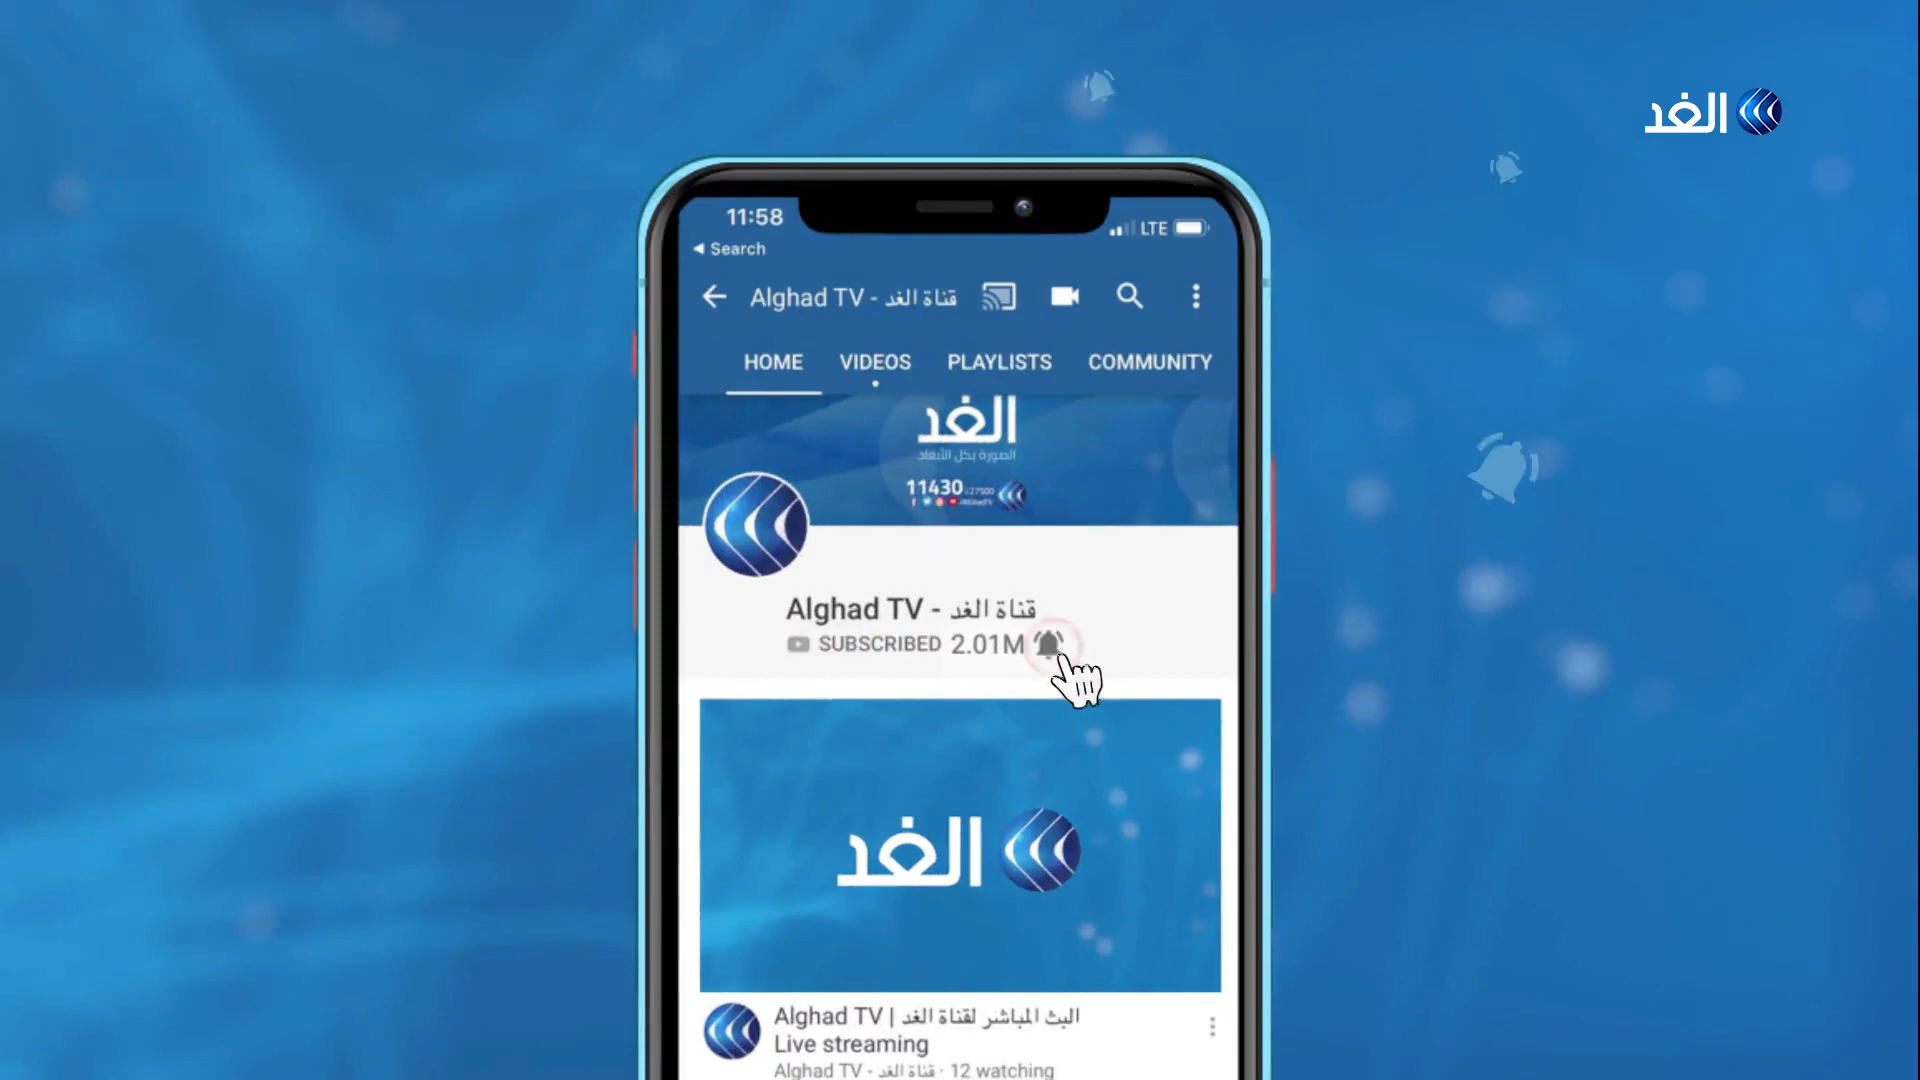 الغد
11:58
LTE
Search
Alghad TV - قناة الغد
HOME VIDEOS PLAYLISTS COMMUNITY
الغد
الصورة بكل الأبعاد
11430
27500
Alghad TV - قناة الغد
SUBSCRIBED 2.01M
الغد
Alghad TV | البث المباشر لقناة الغد
Live streaming
Alghad TV - قناة الغد · 12 watching